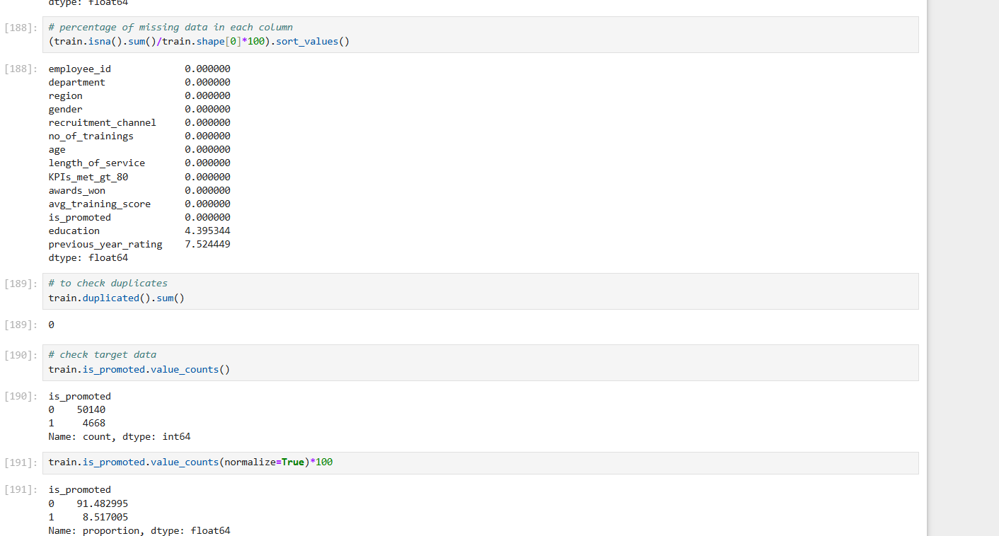 dtype: float64
[188]: # percentage of missing data in each column
(train.isna().sum()/train.shape[0]*100).sort_values()
[188]: employee_id 0.000000
department 0.000000
region 0.000000
gender 0.000000
recruitment_channel 0.000000
no_of_trainings 0.000000
age 0.000000
length_of_service 0.000000
KPIs_met_gt_80 0.000000
awards_won 0.000000
avg_training_score 0.000000
is_promoted 0.000000
education 4.395344
previous_year_rating 7.524449
dtype: float64
[189]: # to check duplicates
train.duplicated().sum()
[189]: 0
[190]: # check target data
train.is_promoted.value_counts()
[190]: is_promoted
0 50140
1 4668
Name: count, dtype: int64
[191]: train.is_promoted.value_counts(normalize=True)*100
[191]: is_promoted
0 91.482995
1 8.517005
Name: proportion, dtype: float64